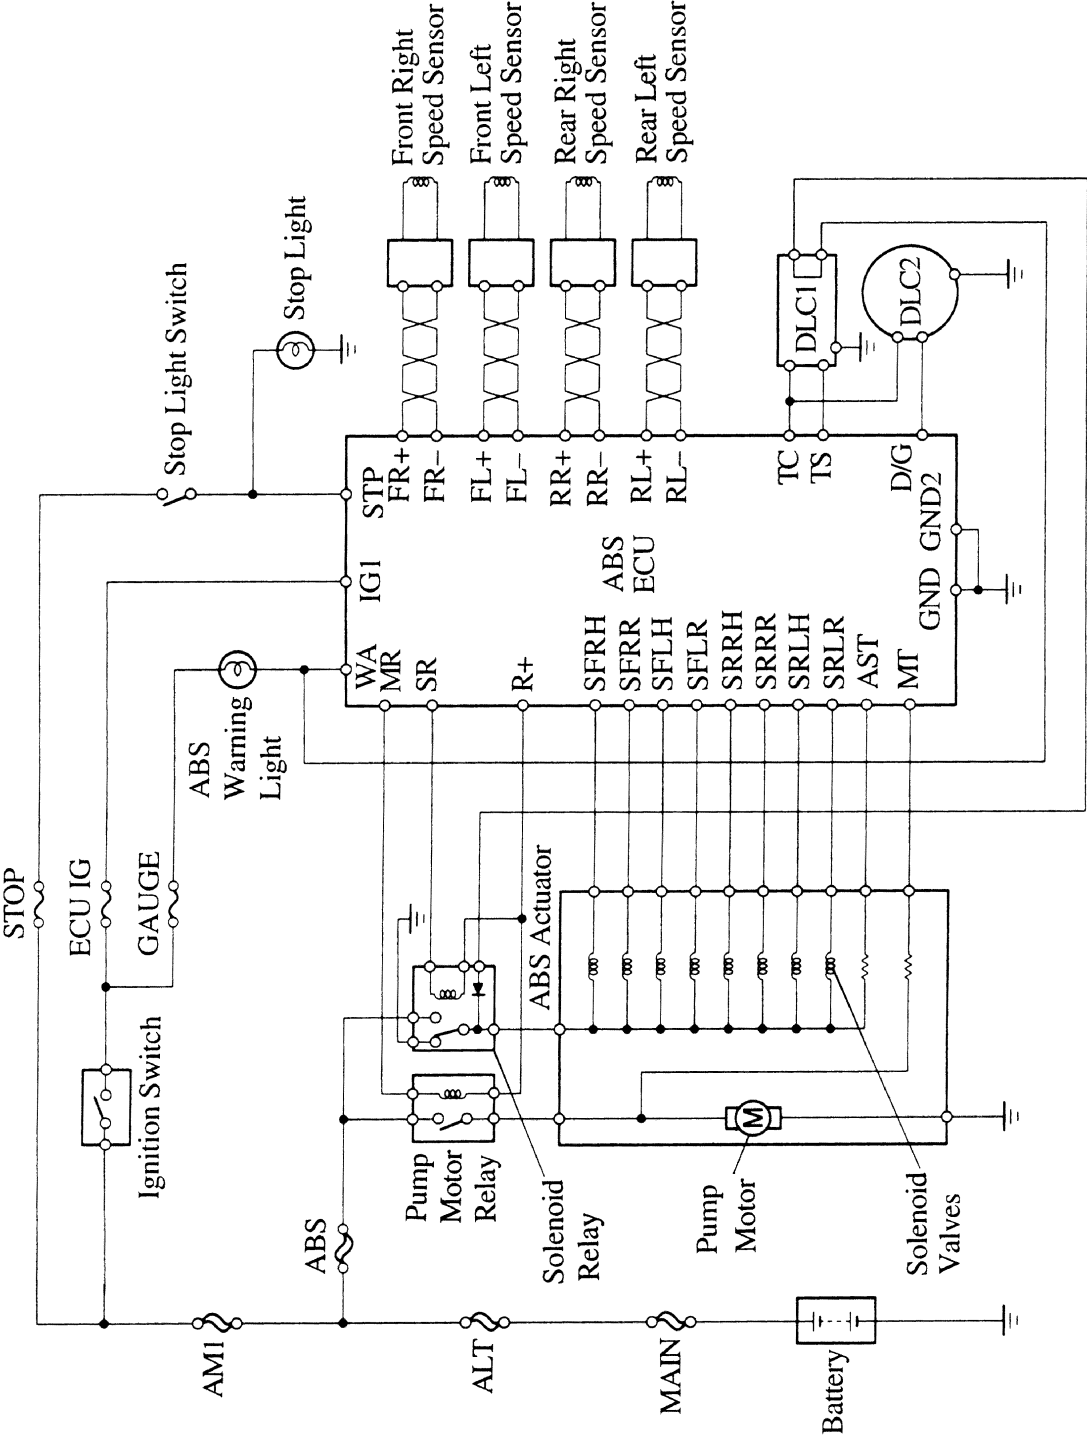 STOP
ECU IG
GAUGE
Ignition Switch
AM1
ABS
ALT
MAIN
Battery
Stop Light Switch
Stop Light
ABS
Warning
Light
Front Right
Speed Sensor
Front Left
Speed Sensor
Rear Right
Speed Sensor
Rear Left
Speed Sensor
DLC1
DLC2
STP
IG1
WA
FR+
FR–
FL+
FL–
RR+
RR–
RL+
RL–
TC
TS
D/G
GND2
GND
ABS
ECU
MR
SR
R+
SFRH
SFRR
SFLH
SFLR
SRRH
SRRR
SRLH
SRLR
AST
MT
ABS Actuator
Pump
Motor
Relay
Solenoid
Relay
M
Pump
Motor
Solenoid
Valves